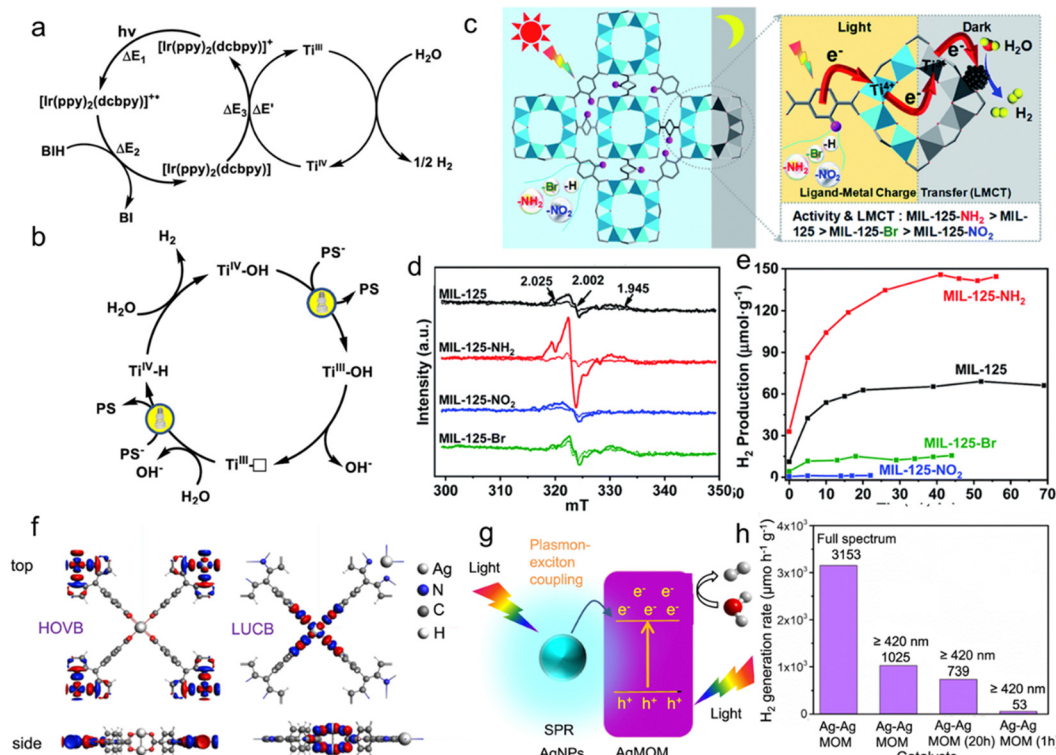 a
hν
[Ir(ppy)₂(dcbpy)]⁺
Ti^III
H₂O
ΔE₁
[Ir(ppy)₂(dcbpy)]⁺*
ΔE₃
ΔE'
BIH
ΔE₂
[Ir(ppy)₂(dcbpy)]
Ti^IV
1/2 H₂
BI
b
H₂
Ti^IV-OH
PS⁻
PS
H₂O
Ti^IV-H
Ti^III-OH
PS
PS⁻
OH⁻
Ti^III-□
OH⁻
H₂O
c
-Br
-H
-NH₂
-NO₂
Light
Dark
e⁻
e⁻
e⁻
H₂O
Ti⁴⁺
H₂
-H
-Br
-NH₂
-NO₂
Ligand-Metal Charge
Transfer (LMCT)
Activity & LMCT : MIL-125-NH₂ > MIL-
125 > MIL-125-Br > MIL-125-NO₂
d
Intensity (a.u.)
MIL-125
2.025
2.002
1.945
MIL-125-NH₂
MIL-125-NO₂
MIL-125-Br
300 310 320 330 340 350
mT
e
H₂ Production (μmol·g⁻¹)
150
120
90
60
30
0
MIL-125-NH₂
MIL-125
MIL-125-Br
MIL-125-NO₂
0 10 20 30 40 50 60 70
f
top
HOVB
LUCB
Ag
N
C
H
side
g
Plasmon-
exciton
coupling
Light
e⁻ e⁻
e⁻ e⁻ e⁻
h⁺ h⁺ h⁺
Light
SPR
AgNPs
AgMOM
h
H₂ generation rate (μmo h⁻¹ g⁻¹)
3×10³
2×10³
1×10³
0
Full spectrum
3153
≥ 420 nm
1025
≥ 420 nm
739
≥ 420 nm
53
Ag-Ag
MOM
Ag-Ag
MOM
Ag-Ag
MOM (20h)
Ag-Ag
MOM (1h